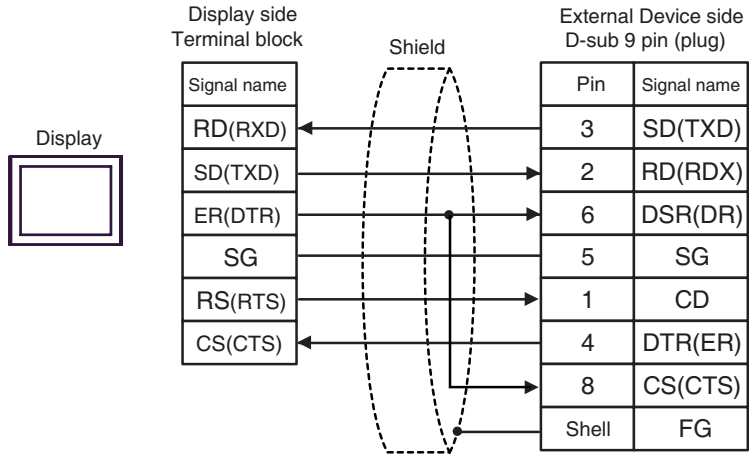 Display side
Terminal block
Shield
External Device side
D-sub 9 pin (plug)
Display
Signal name
Pin
Signal name
RD(RXD)
3
SD(TXD)
SD(TXD)
2
RD(RDX)
ER(DTR)
6
DSR(DR)
SG
5
SG
RS(RTS)
1
CD
CS(CTS)
4
DTR(ER)
8
CS(CTS)
Shell
FG